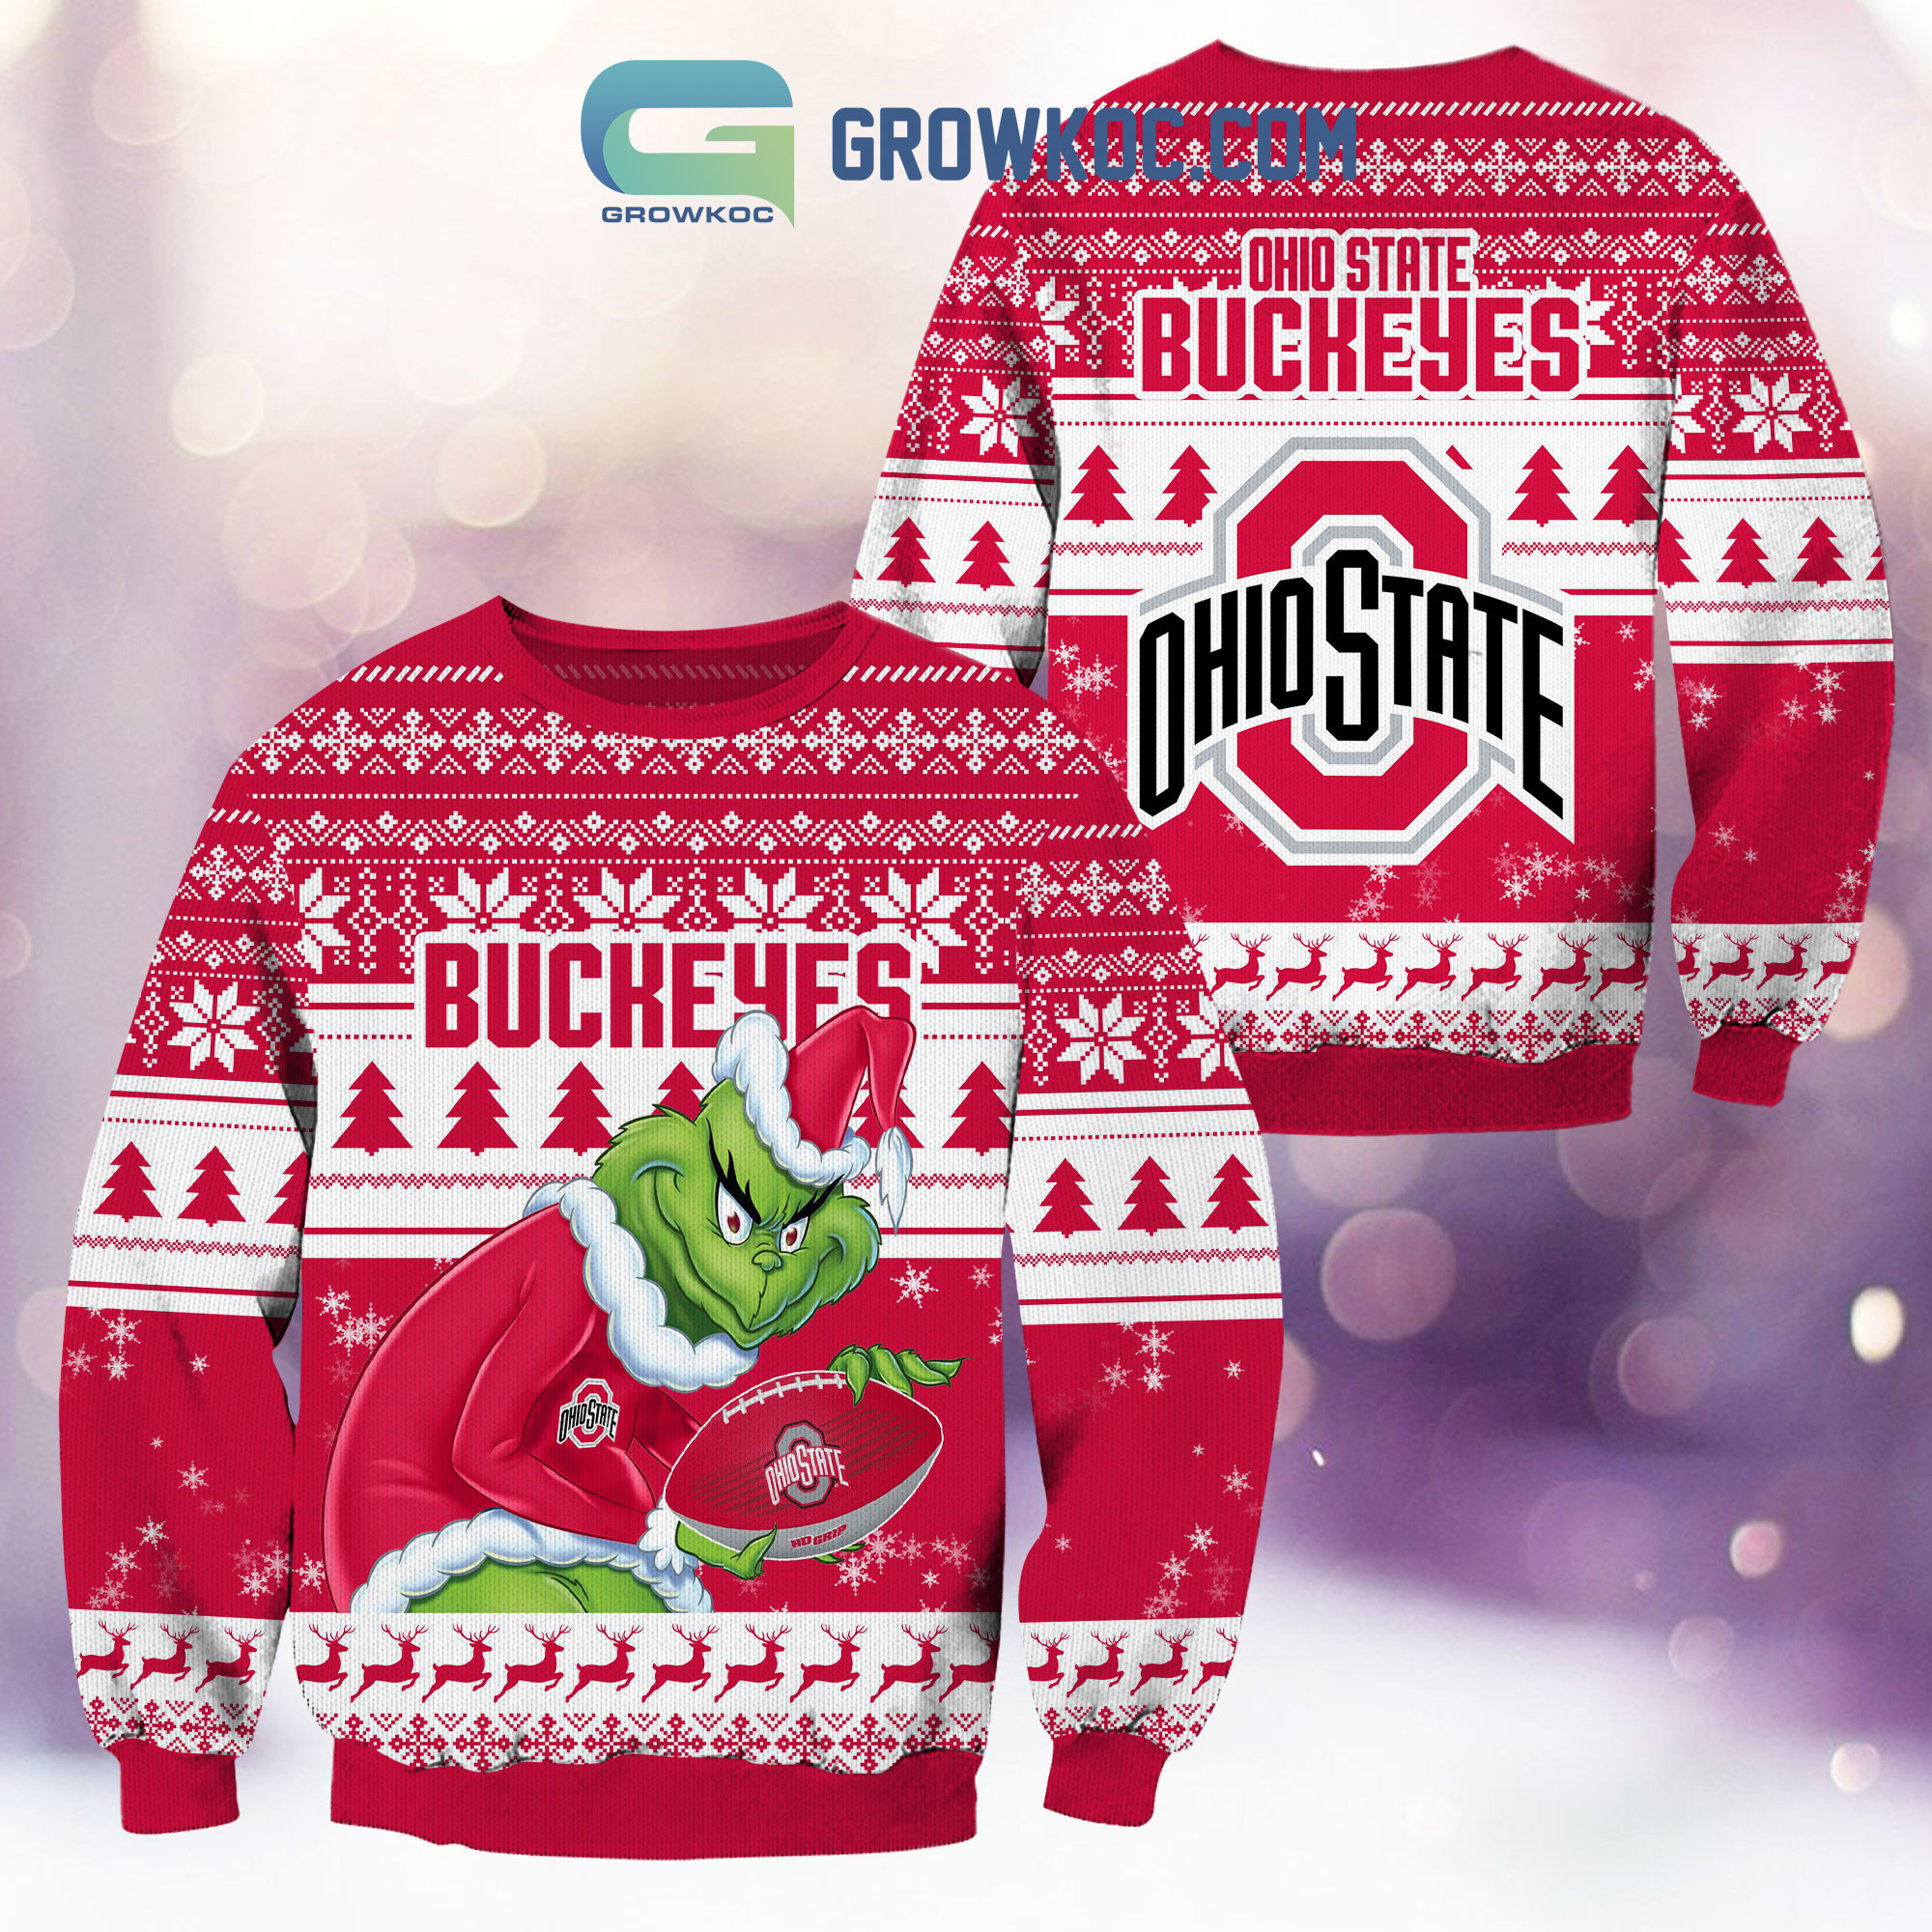 GROWKOC
GROWKOC.COM
OHIO STATE
BUCKEYES
OHIO STATE
BUCKEYES
OHIO STATE
OHIO STATE
HD GRIP